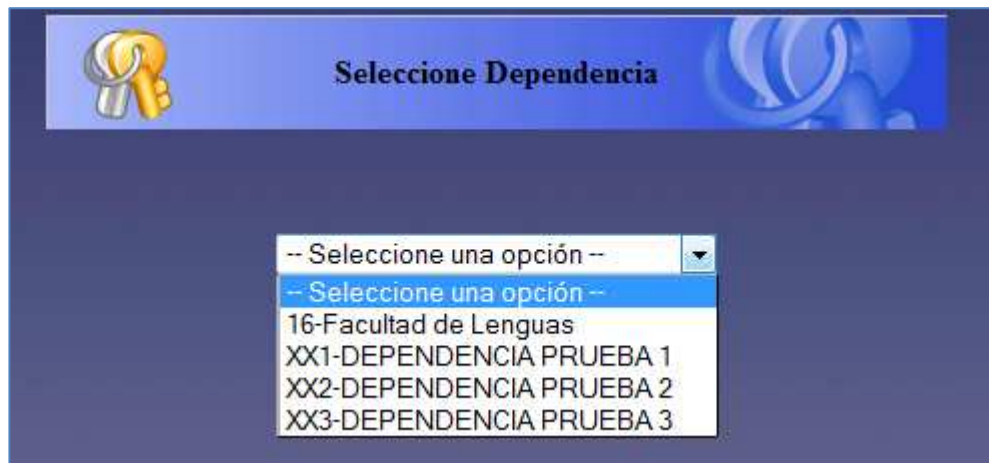 Seleccione Dependencia
-- Seleccione una opción --
-- Seleccione una opción --
16-Facultad de Lenguas
XX1-DEPENDENCIA PRUEBA 1
XX2-DEPENDENCIA PRUEBA 2
XX3-DEPENDENCIA PRUEBA 3